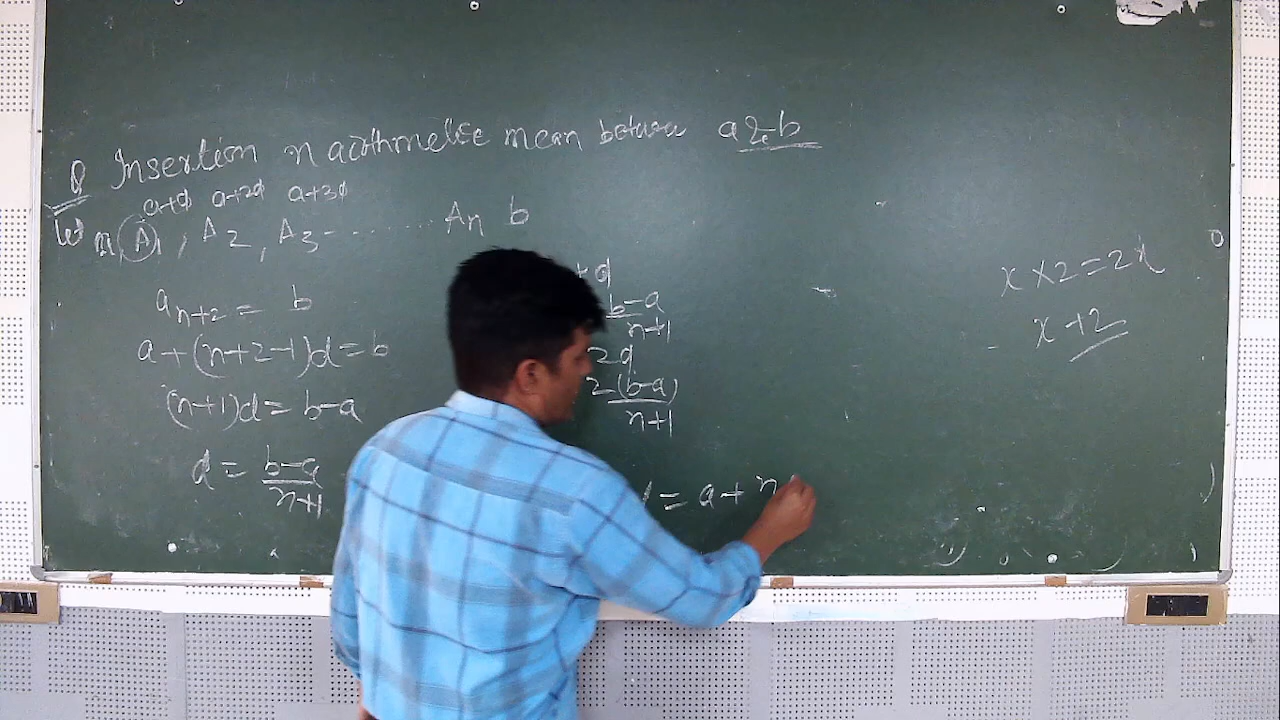 Q Insertion n arithmetic mean between a & b
a+d a+2d a+3d
A1, A2, A3 - - ...... An b
an+2 = b
a+(n+2-1)d=b
(n+1)d= b-a
d = b-a/n+1
+d
b-a/n+1
2d
2(b-a)/n+1
= a+n
x×2=2x
x+2